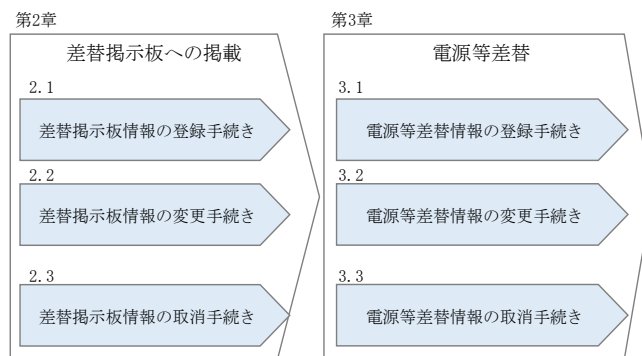 第2章
差替掲示板への掲載
2.1
差替掲示板情報の登録手続き
2.2
差替掲示板情報の変更手続き
2.3
差替掲示板情報の取消手続き
第3章
電源等差替
3.1
電源等差替情報の登録手続き
3.2
電源等差替情報の変更手続き
3.3
電源等差替情報の取消手続き